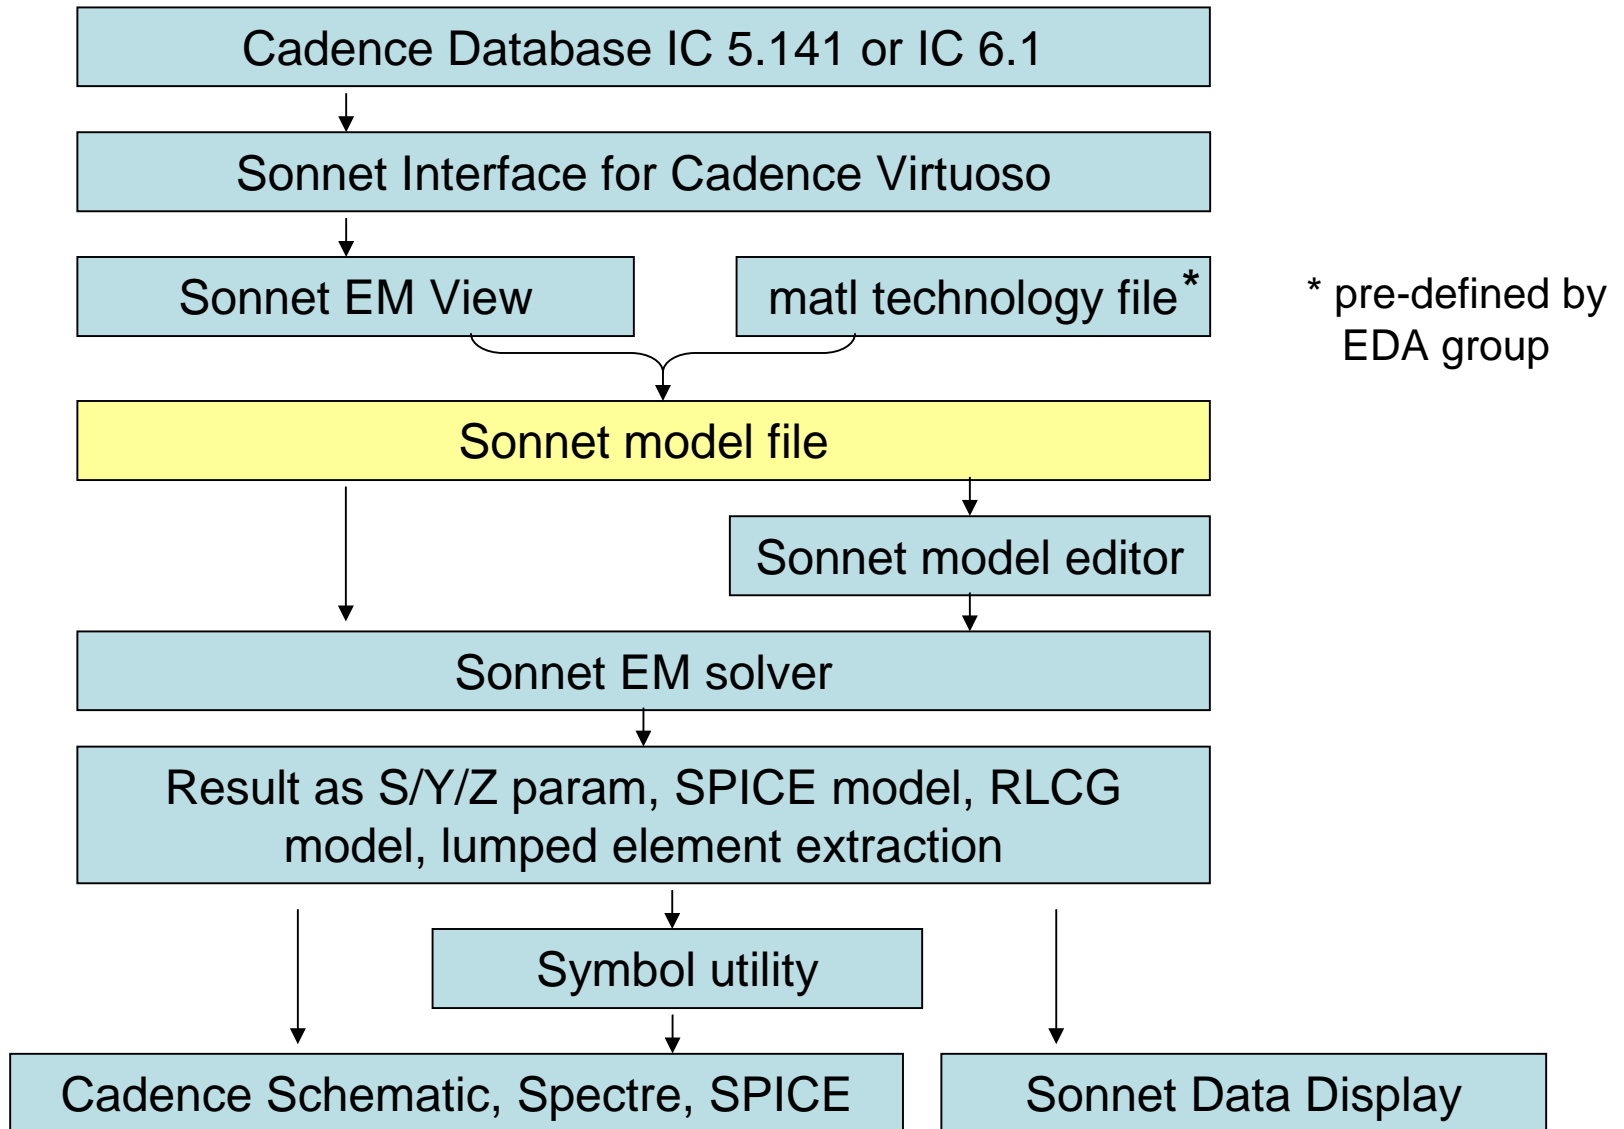 Cadence Database IC 5.141 or IC 6.1
Sonnet Interface for Cadence Virtuoso
Sonnet EM View
matl technology file*
* pre-defined by
EDA group
Sonnet model file
Sonnet model editor
Sonnet EM solver
Result as S/Y/Z param, SPICE model, RLCG
model, lumped element extraction
Symbol utility
Cadence Schematic, Spectre, SPICE
Sonnet Data Display